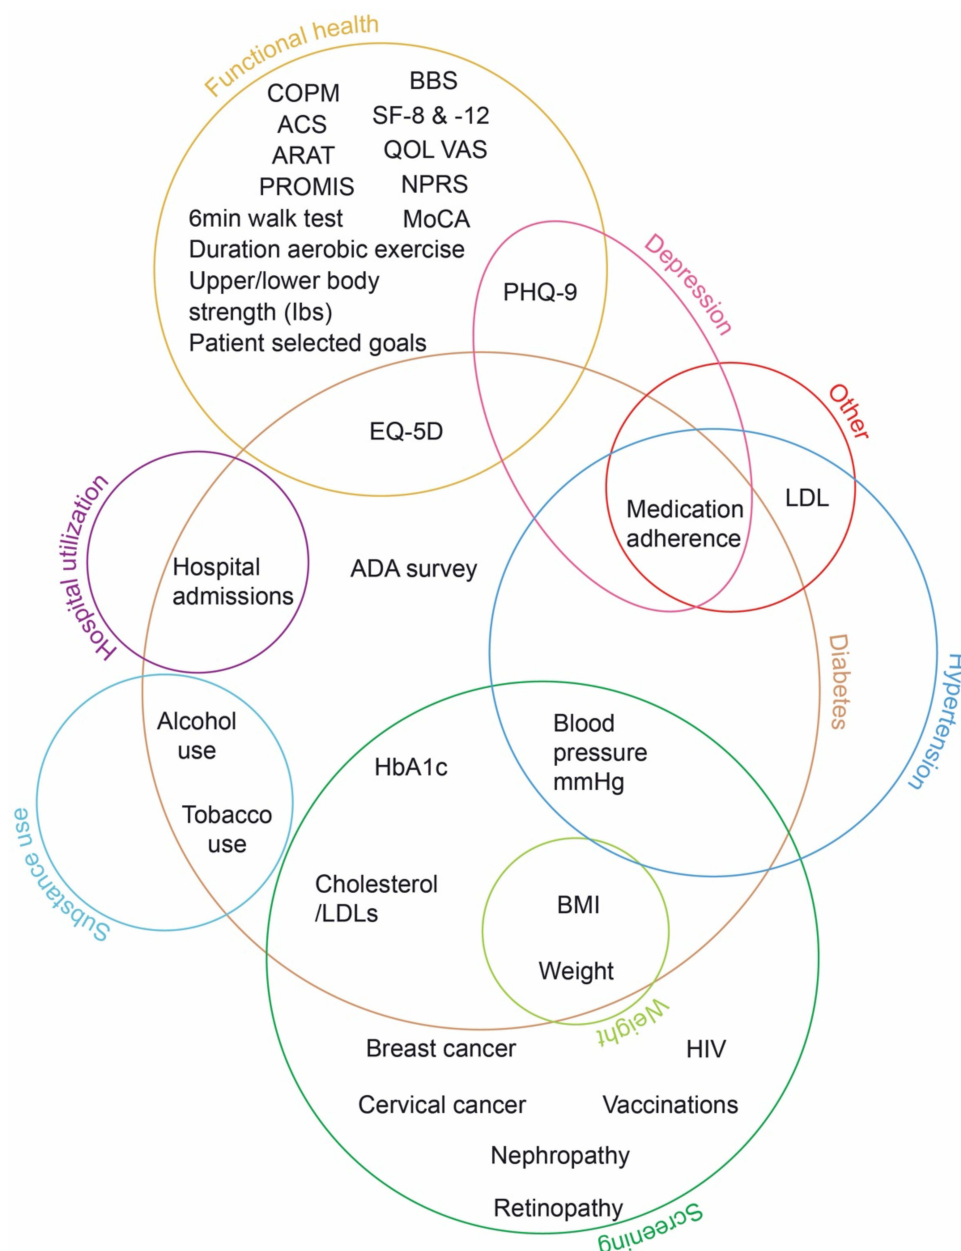 Functional health
COPM
ACS
ARAT
PROMIS
BBS
SF-8 & -12
QOL VAS
NPRS
MoCA
6min walk test
Duration aerobic exercise
Upper/lower body
strength (lbs)
Patient selected goals
PHQ-9
Depression
EQ-5D
Other
LDL
Medication
adherence
Hospital utilization
Hospital
admissions
ADA survey
Diabetes
Hypertension
Alcohol
use
Tobacco
use
Substance use
HbA1c
Blood
pressure
mmHg
Cholesterol
/LDLs
BMI
Weight
Weight
Breast cancer
HIV
Cervical cancer
Vaccinations
Nephropathy
Retinopathy
Screening